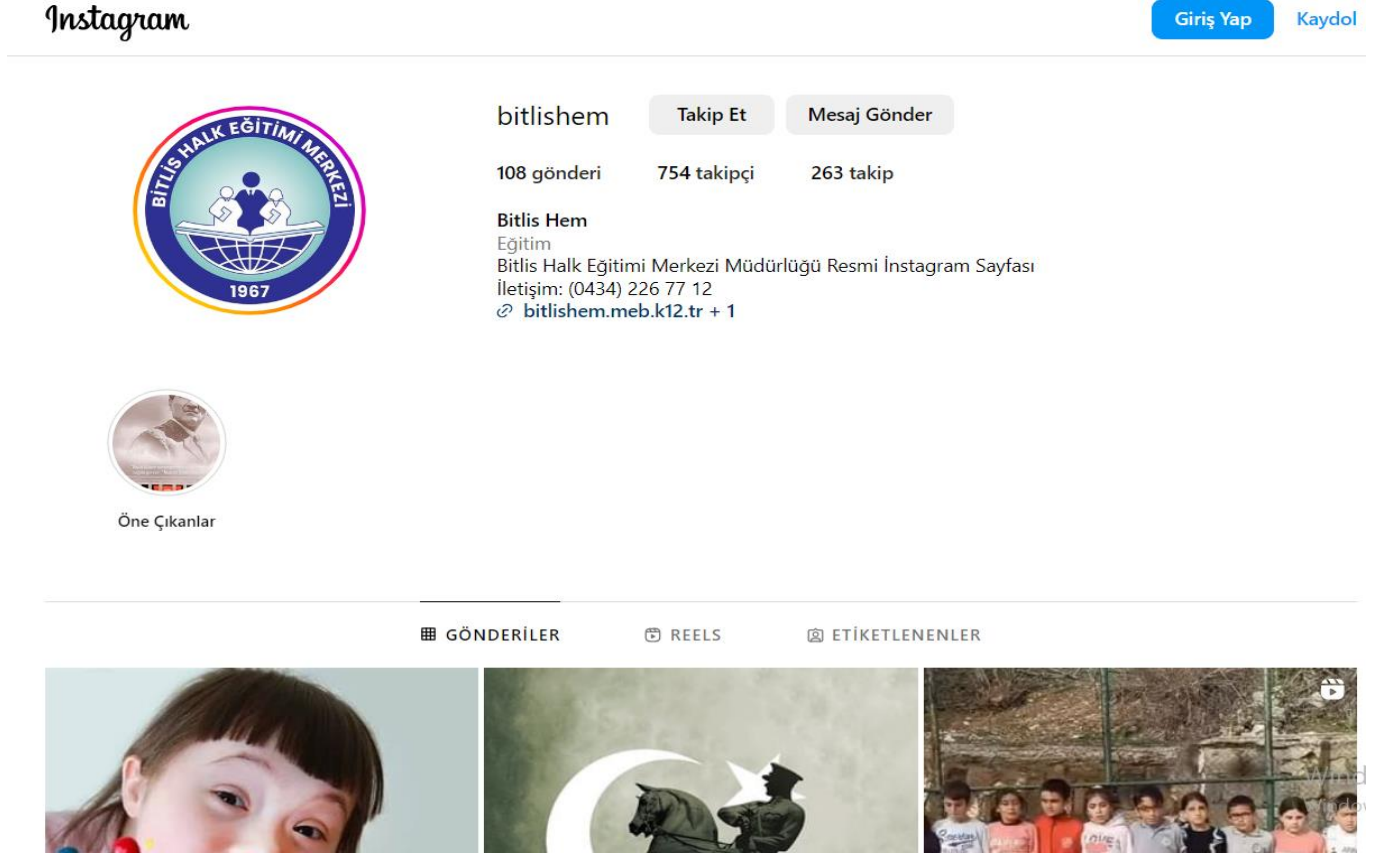 Instagram
Giriş Yap
Kaydol
BİTLİS HALK EĞİTİMİ MERKEZİ
1967
bitlishem
Takip Et
Mesaj Gönder
108 gönderi
754 takipçi
263 takip
Bitlis Hem
Eğitim
Bitlis Halk Eğitimi Merkezi Müdürlüğü Resmi İnstagram Sayfası
İletişim: (0434) 226 77 12
bitlishem.meb.k12.tr + 1
Öne Çıkanlar
GÖNDERİLER
REELS
ETİKETLENENLER